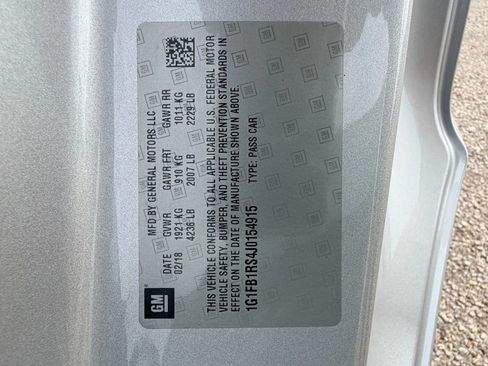 GM
MFD BY GENERAL MOTORS LLC
DATE GVWR GAWR FRT GAWR RR
02/18 1921 KG 910 KG 1011 KG
4236 LB 2007 LB 2229 LB
THIS VEHICLE CONFORMS TO ALL APPLICABLE U.S. FEDERAL MOTOR
VEHICLE SAFETY, BUMPER, AND THEFT PREVENTION STANDARDS IN
EFFECT ON THE DATE OF MANUFACTURE SHOWN ABOVE.
1G1FB1RS4J0154915 TYPE: PASS CAR